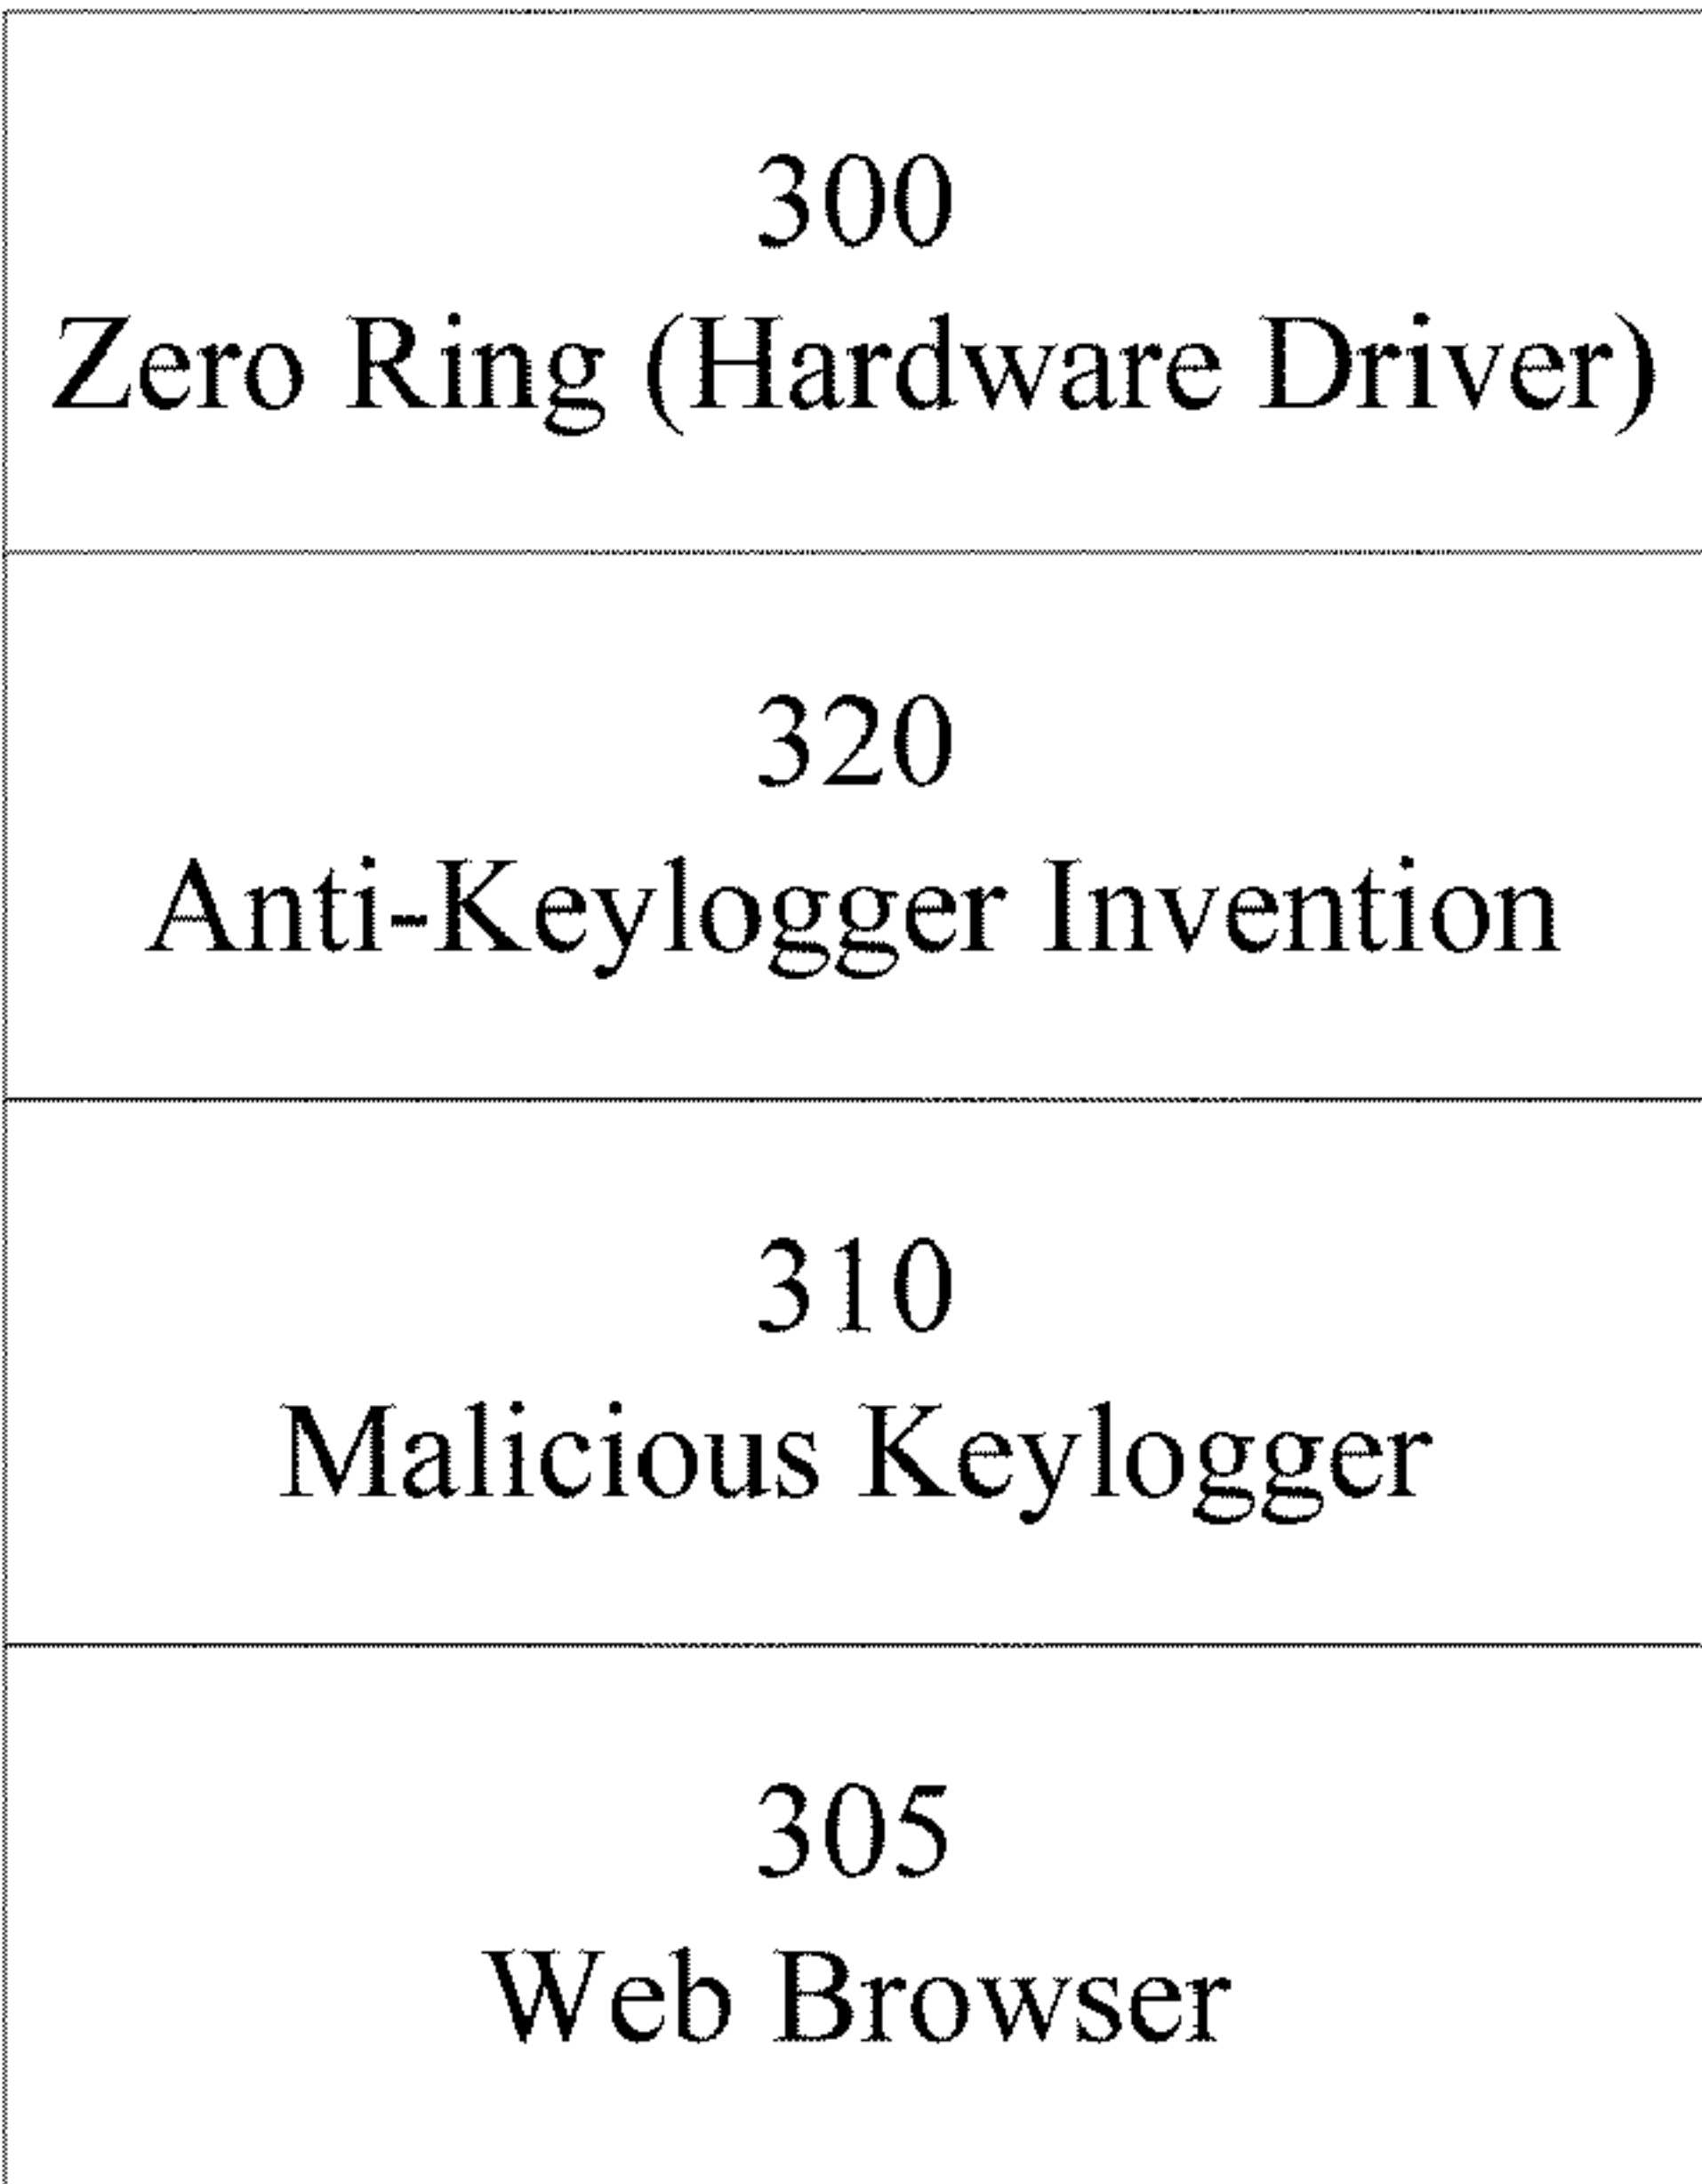 300
Zero Ring (Hardware Driver)
320
Anti-Keylogger Invention
310
Malicious Keylogger
305
Web Browser